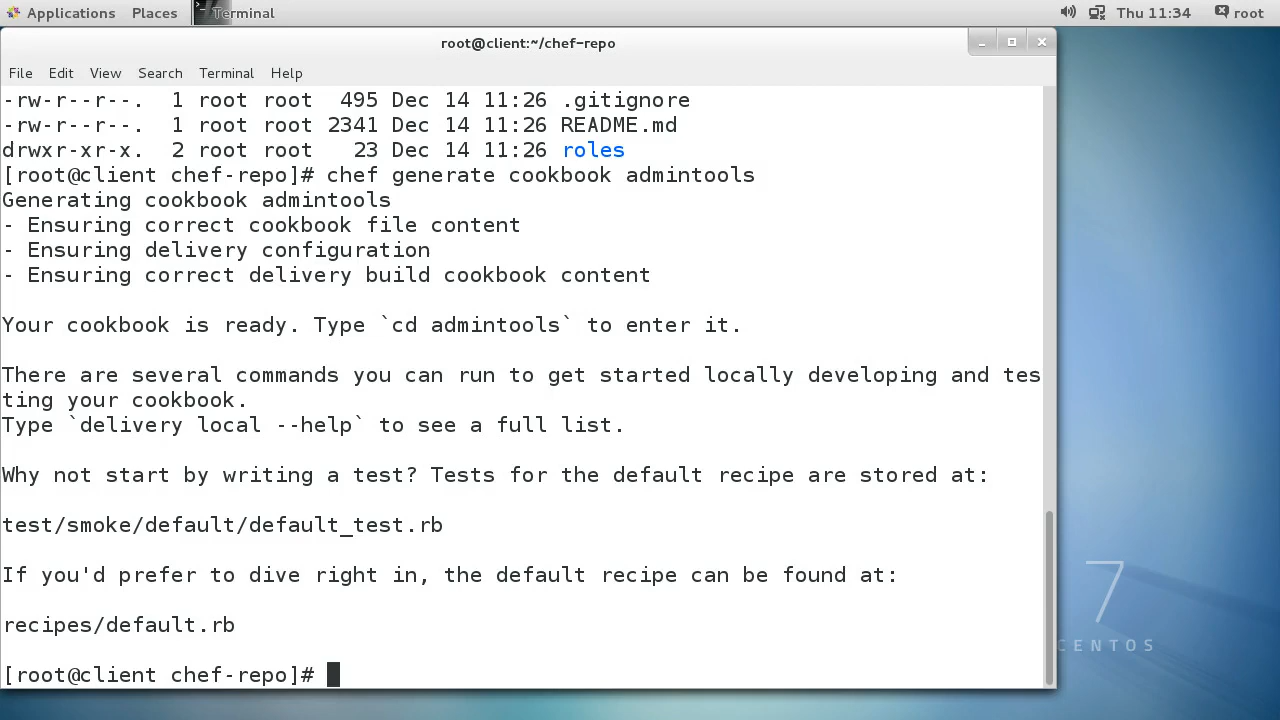 Applications Places Terminal Thu 11:34 root
root@client:~/chef-repo
File Edit View Search Terminal Help
-rw-r--r--. 1 root root 495 Dec 14 11:26 .gitignore
-rw-r--r--. 1 root root 2341 Dec 14 11:26 README.md
drwxr-xr-x. 2 root root 23 Dec 14 11:26 roles
[root@client chef-repo]# chef generate cookbook admintools
Generating cookbook admintools
- Ensuring correct cookbook file content
- Ensuring delivery configuration
- Ensuring correct delivery build cookbook content
Your cookbook is ready. Type `cd admintools` to enter it.
There are several commands you can run to get started locally developing and tes
ting your cookbook.
Type `delivery local --help` to see a full list.
Why not start by writing a test? Tests for the default recipe are stored at:
test/smoke/default/default_test.rb
If you'd prefer to dive right in, the default recipe can be found at:
recipes/default.rb
[root@client chef-repo]#
7
CENTOS